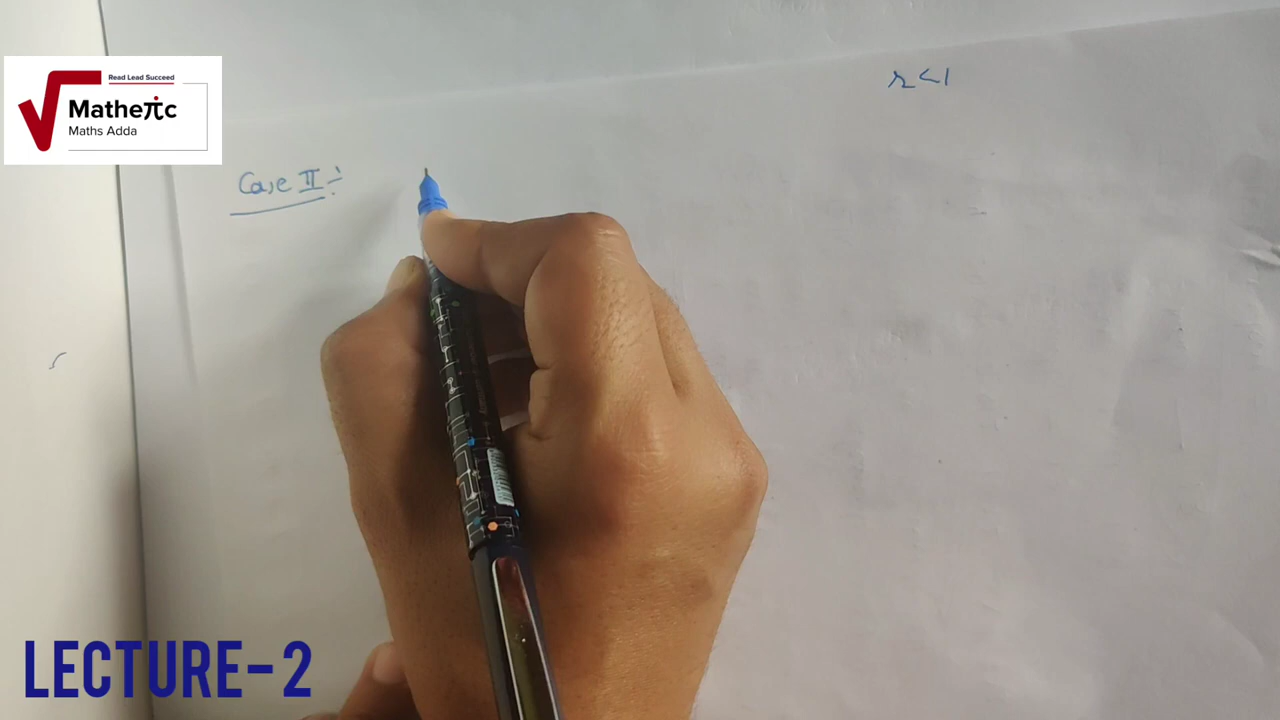 Read Lead Succeed
Matheπc
Maths Adda
r<1
Case II :-
LECTURE-2